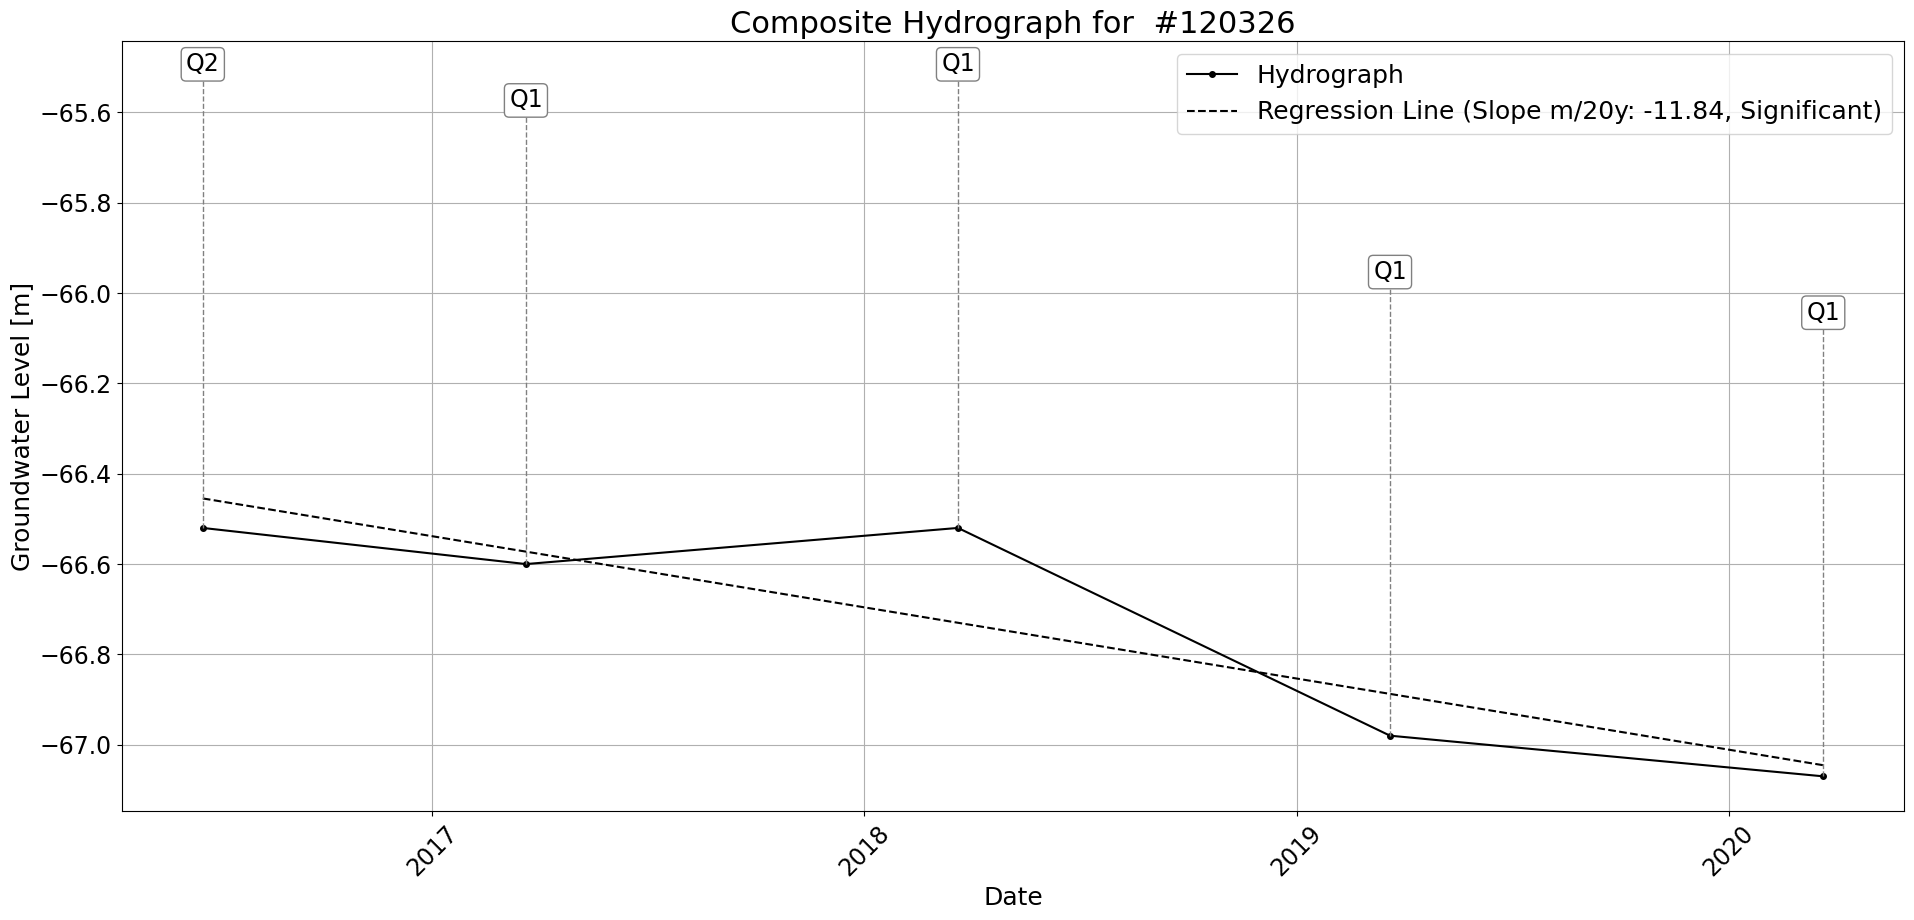 Composite Hydrograph for  #120326
Q2
Q1
Q1
Q1
Q1
Hydrograph
Regression Line (Slope m/20y: -11.84, Significant)
Groundwater Level [m]
−65.6
−65.8
−66.0
−66.2
−66.4
−66.6
−66.8
−67.0
2017
2018
2019
2020
Date